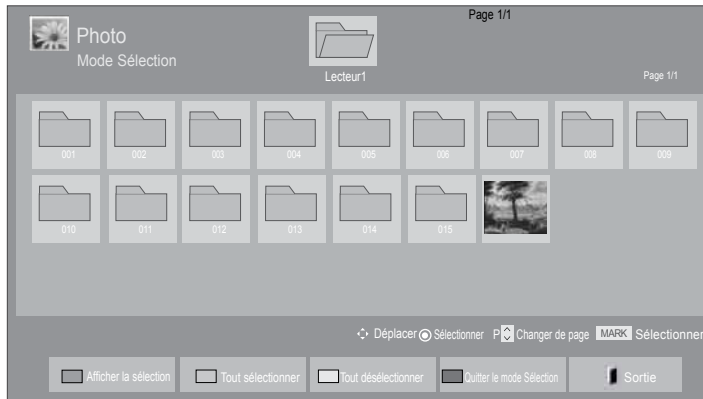 Page 1/1
Photo
Mode Sélection
Lecteur1
Page 1/1
001 002 003 004 005 006 007 008 009
010 011 012 013 014 015
Déplacer Sélectionner P Changer de page MARK Sélectionner
Afficher la sélection Tout sélectionner Tout désélectionner Quitter le mode Sélection Sortie